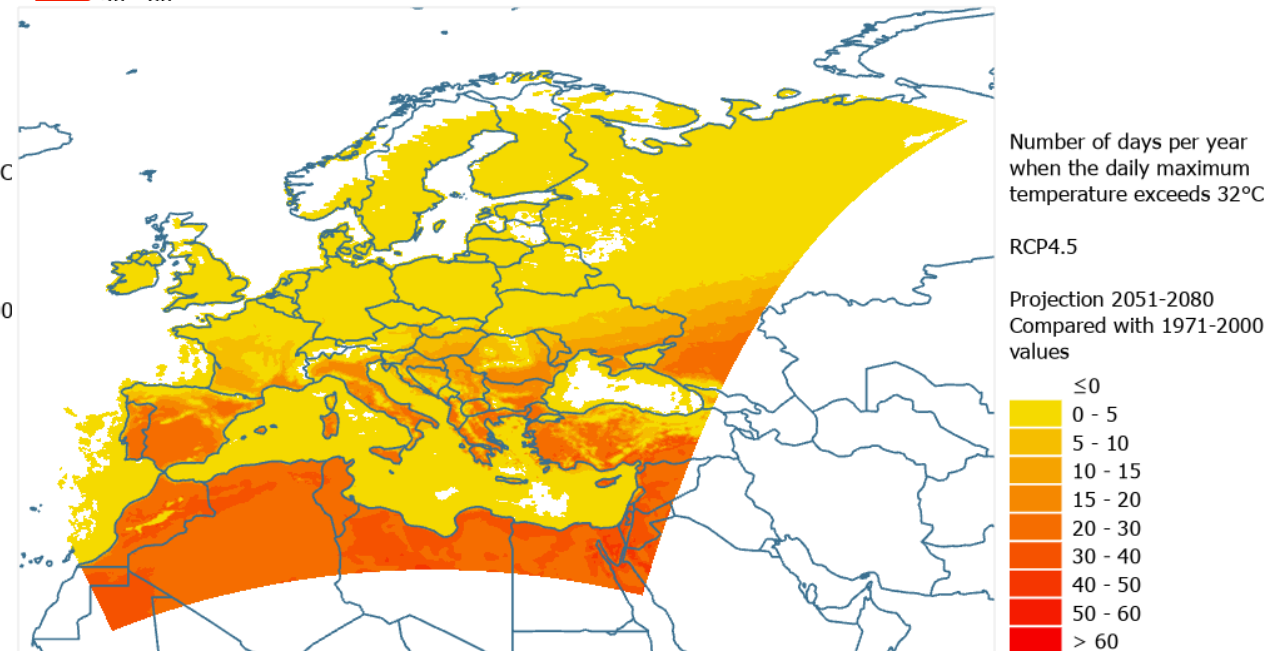 C
0
Number of days per year
when the daily maximum
temperature exceeds 32°C
RCP4.5
Projection 2051-2080
Compared with 1971-2000
values
≤0
0 - 5
5 - 10
10 - 15
15 - 20
20 - 30
30 - 40
40 - 50
50 - 60
> 60